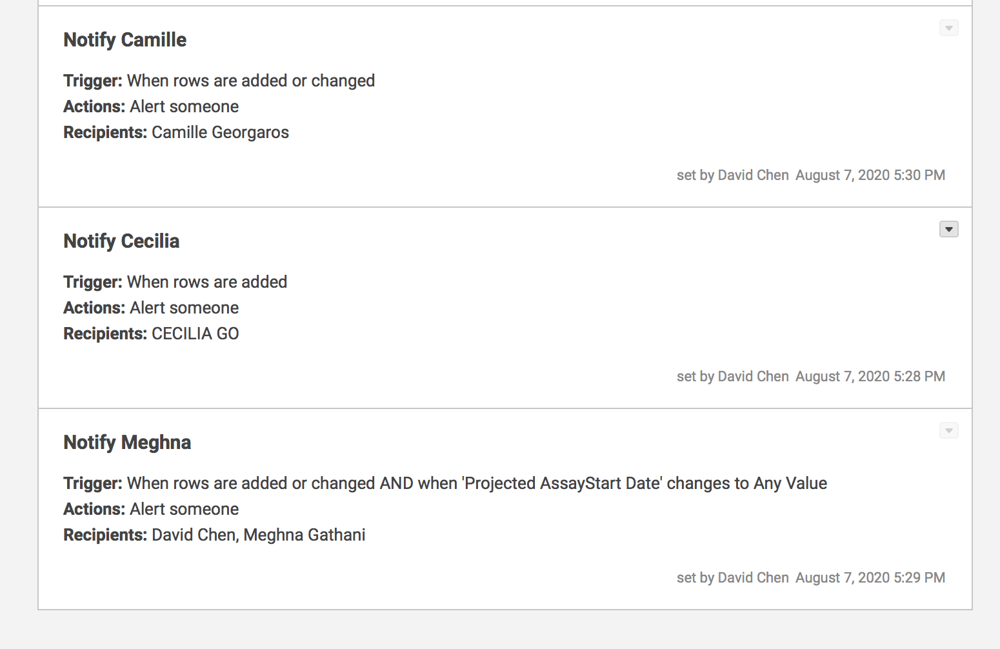 Notify Camille
Trigger: When rows are added or changed
Actions: Alert someone
Recipients: Camille Georgaros
set by David Chen August 7, 2020 5:30 PM
Notify Cecilia
Trigger: When rows are added
Actions: Alert someone
Recipients: CECILIA GO
set by David Chen August 7, 2020 5:28 PM
Notify Meghna
Trigger: When rows are added or changed AND when 'Projected AssayStart Date' changes to Any Value
Actions: Alert someone
Recipients: David Chen, Meghna Gathani
set by David Chen August 7, 2020 5:29 PM